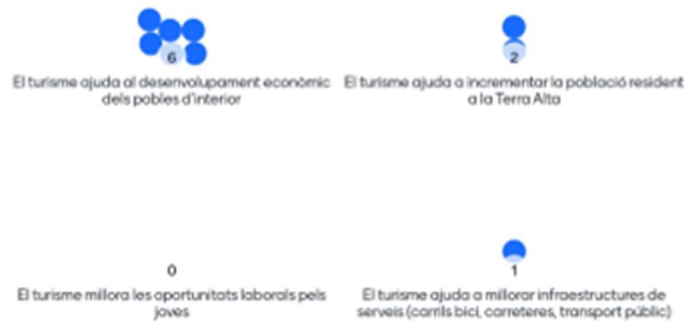 6
El turisme ajuda al desenvolupament econòmic
dels pobles d'interior
2
El turisme ajuda a incrementar la població resident
a la Terra Alta
0
El turisme millora les oportunitats laborals pels
joves
1
El turisme ajuda a millorar infraestructures de
serveis (carrils bici, carreteres, transport públic)